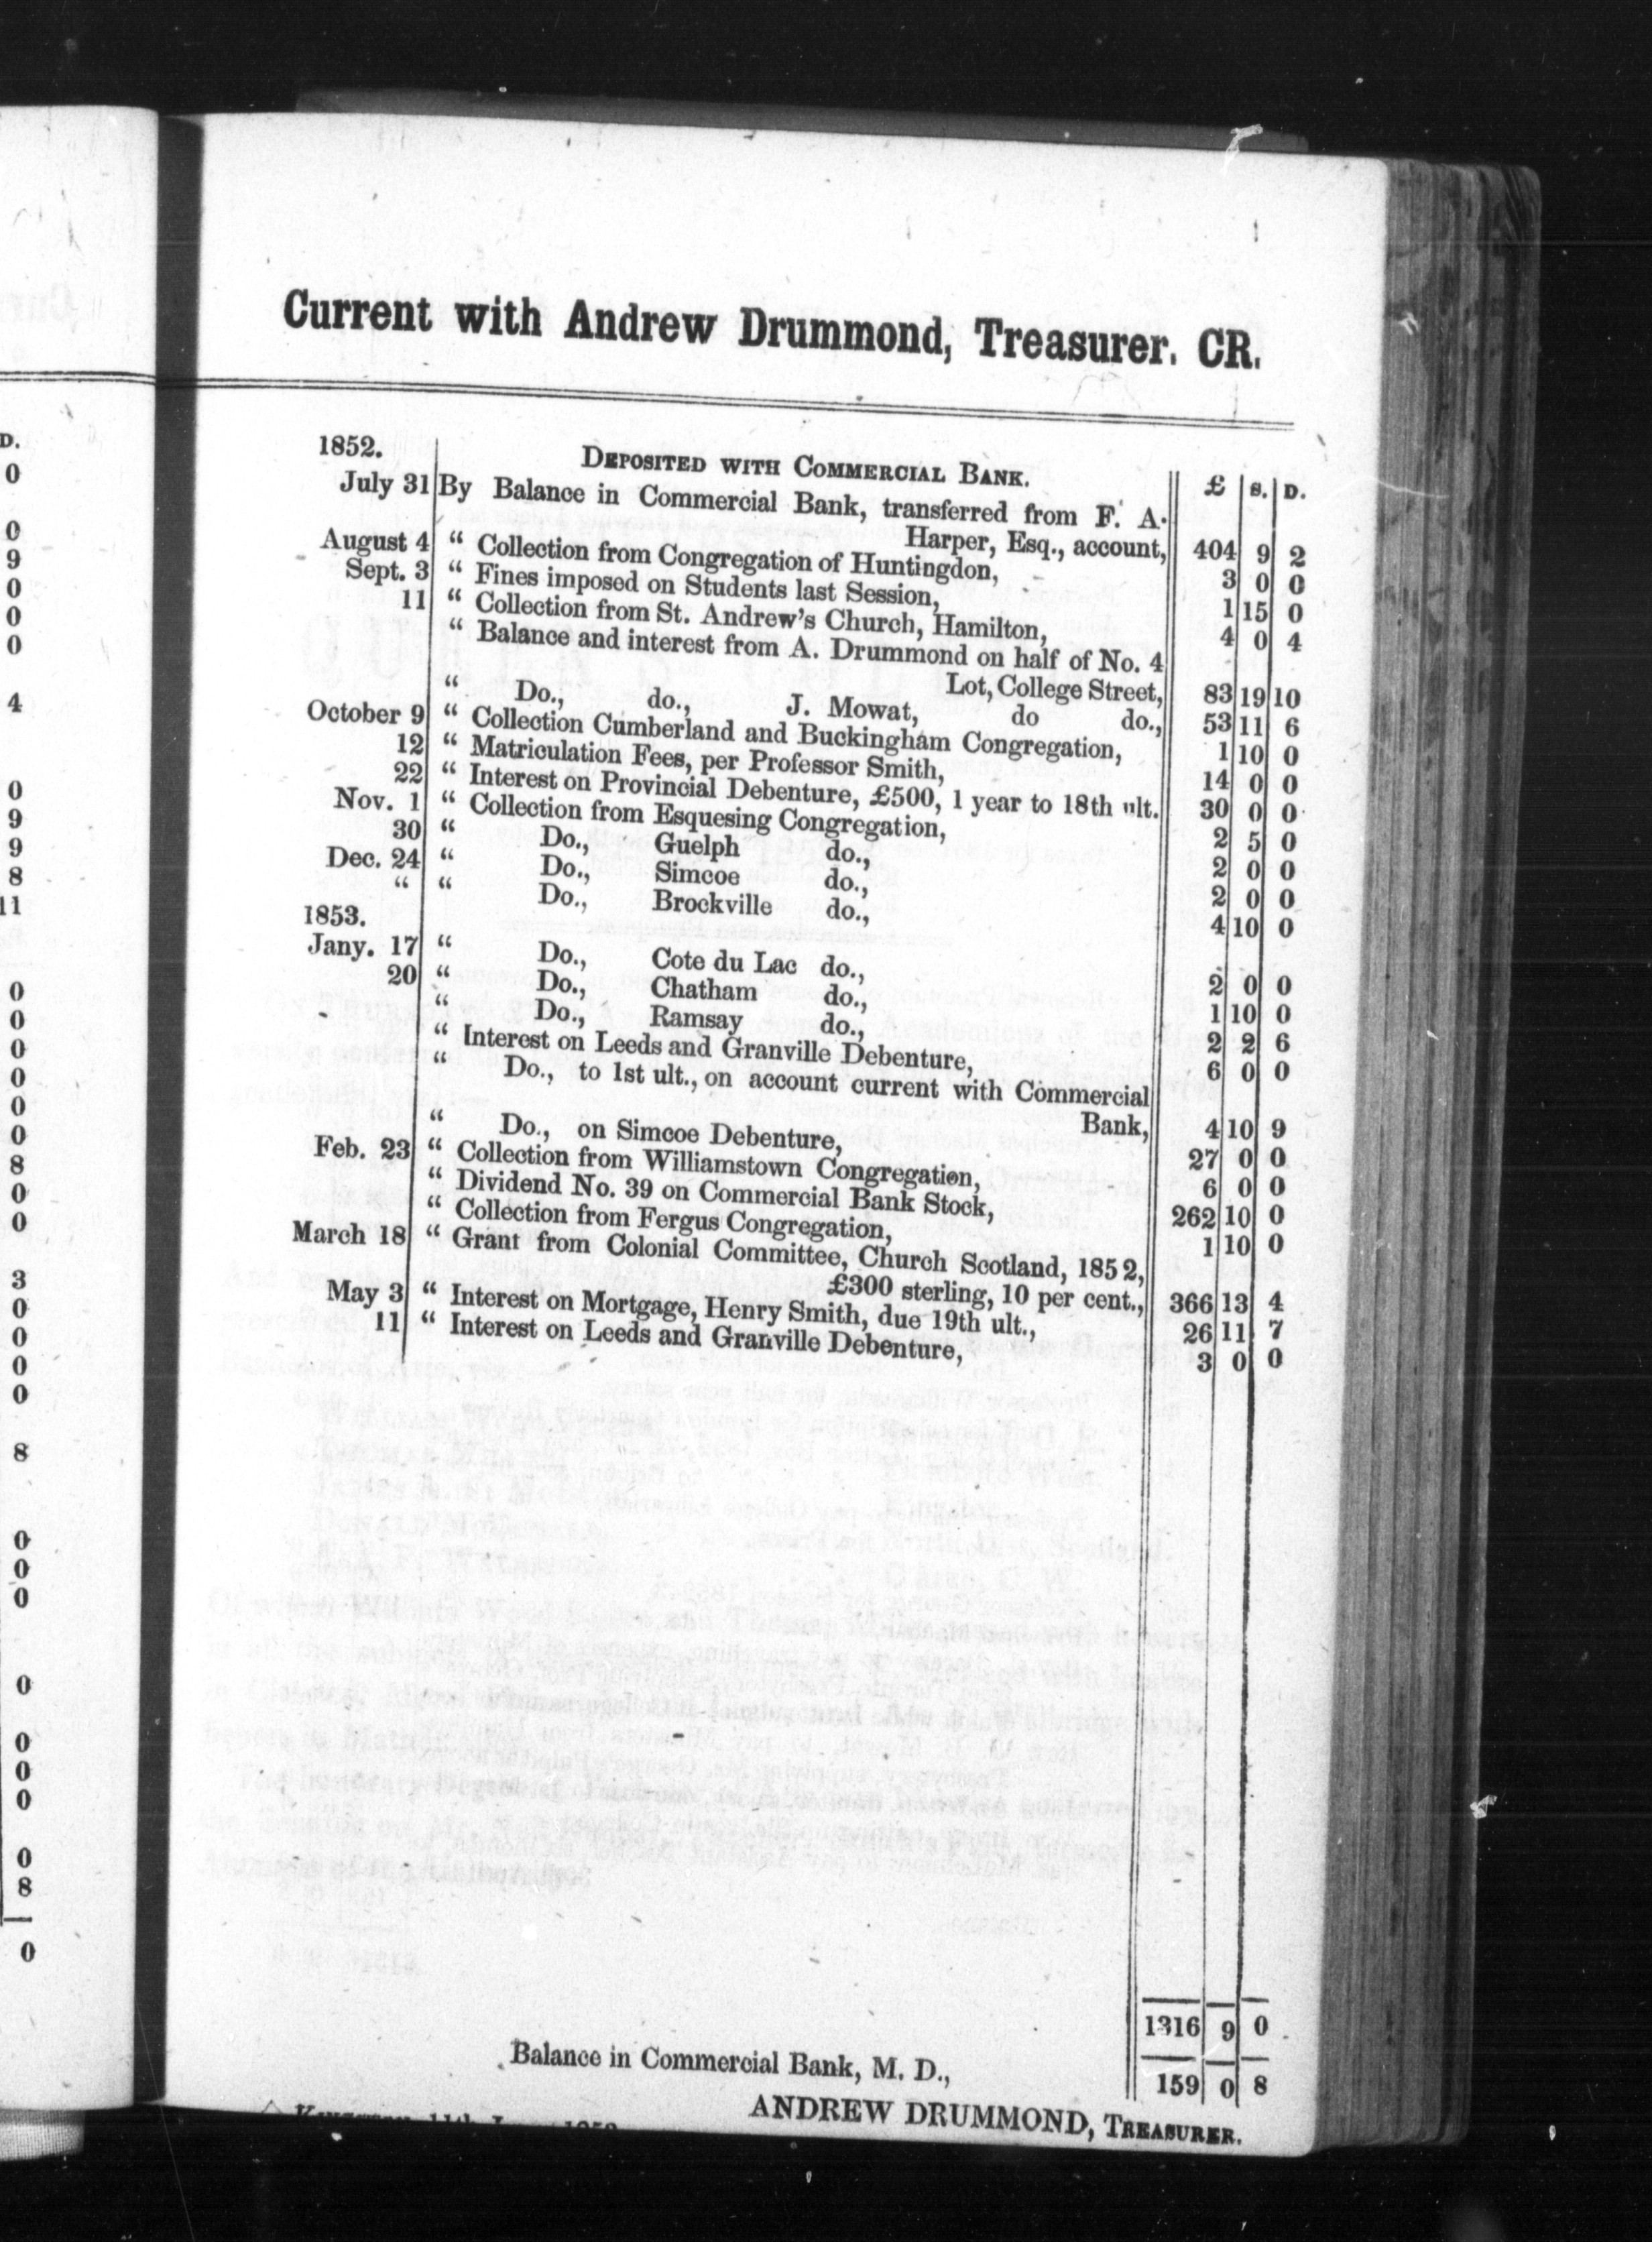 Current with Andrew Drummond, Treasurer. CR.
1852. DEPOSITED WITH COMMERCIAL BANK. £ S. D.
July 31 By Balance in Commercial Bank, transferred from F. A.
Harper, Esq., account, 404 9 2
August 4 “ Collection from Congregation of Huntingdon, 3 0 0
Sept. 3 “ Fines imposed on Students last Session, 1 15 0
11 “ Collection from St. Andrew's Church, Hamilton, 4 0 4
“ Balance and interest from A. Drummond on half of No. 4
Lot, College Street, 83 19 10
“ Do., do., J. Mowat, do do., 53 11 6
October 9 “ Collection Cumberland and Buckingham Congregation, 1 10 0
12 “ Matriculation Fees, per Professor Smith, 14 0 0
22 “ Interest on Provincial Debenture, £500, 1 year to 18th ult. 30 0 0
Nov. 1 “ Collection from Esquesing Congregation, 2 5 0
30 “ Do., Guelph do., 2 0 0
Dec. 24 “ Do., Simcoe do., 2 0 0
“ “ Do., Brockville do., 4 10 0
1853.
Jany. 17 “ Do., Cote du Lac do., 2 0 0
20 “ Do., Chatham do., 1 10 0
“ Do., Ramsay do., 2 2 6
“ Interest on Leeds and Granville Debenture, 6 0 0
“ Do., to 1st ult., on account current with Commercial
Bank, 4 10 9
“ Do., on Simcoe Debenture, 27 0 0
Feb. 23 “ Collection from Williamstown Congregation, 6 0 0
“ Dividend No. 39 on Commercial Bank Stock, 262 10 0
“ Collection from Fergus Congregation, 1 10 0
March 18 “ Grant from Colonial Committee, Church Scotland, 1852,
£300 sterling, 10 per cent., 366 13 4
May 3 “ Interest on Mortgage, Henry Smith, due 19th ult., 26 11 7
11 “ Interest on Leeds and Granville Debenture, 3 0 0
1316 9 0
Balance in Commercial Bank, M. D., 159 0 8
ANDREW DRUMMOND, TREASURER.